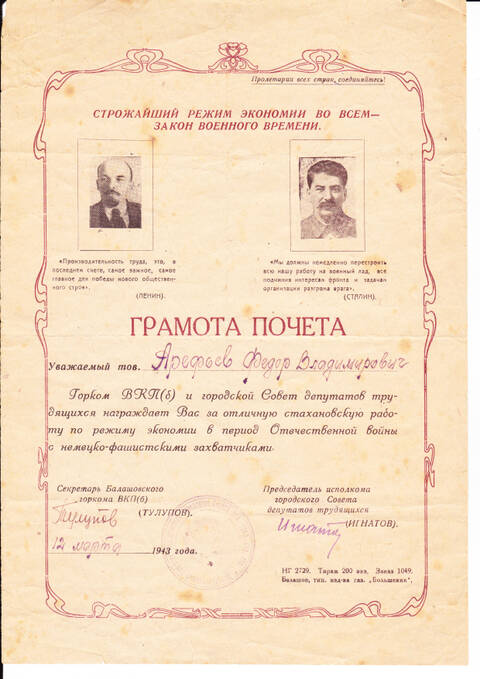 Пролетарии всех стран, соединяйтесь!
СТРОЖАЙШИЙ РЕЖИМ ЭКОНОМИИ ВО ВСЕМ—
ЗАКОН ВОЕННОГО ВРЕМЕНИ.
«Производительность труда, это, в
последнем счете, самое важное, самое
главное для победы нового обществен-
ного строя».
(ЛЕНИН).
«Мы должны немедленно перестроить
всю нашу работу на военный лад, все
подчинив интересам фронта и задачам
организации разгрома врага».
(СТАЛИН).
ГРАМОТА ПОЧЕТА
Уважаемый тов. Арефьев Федор Владимирович
Горком ВКП(б) и городской Совет депутатов тру-
дящихся награждает Вас за отличную стахановскую рабо-
ту по режиму экономии в период Отечественной войны
с немецко-фашистскими захватчиками.
Секретарь Балашовского
горкома ВКП(б)
Тулупов (ТУЛУПОВ).
12 марта 1943 года.
Председатель исполкома
городского Совета
депутатов трудящихся
(ИГНАТОВ).
НГ 2729. Тираж 200 экз. Заказ 1049.
Балашов, тип. изд-ва газ. „Большевик".